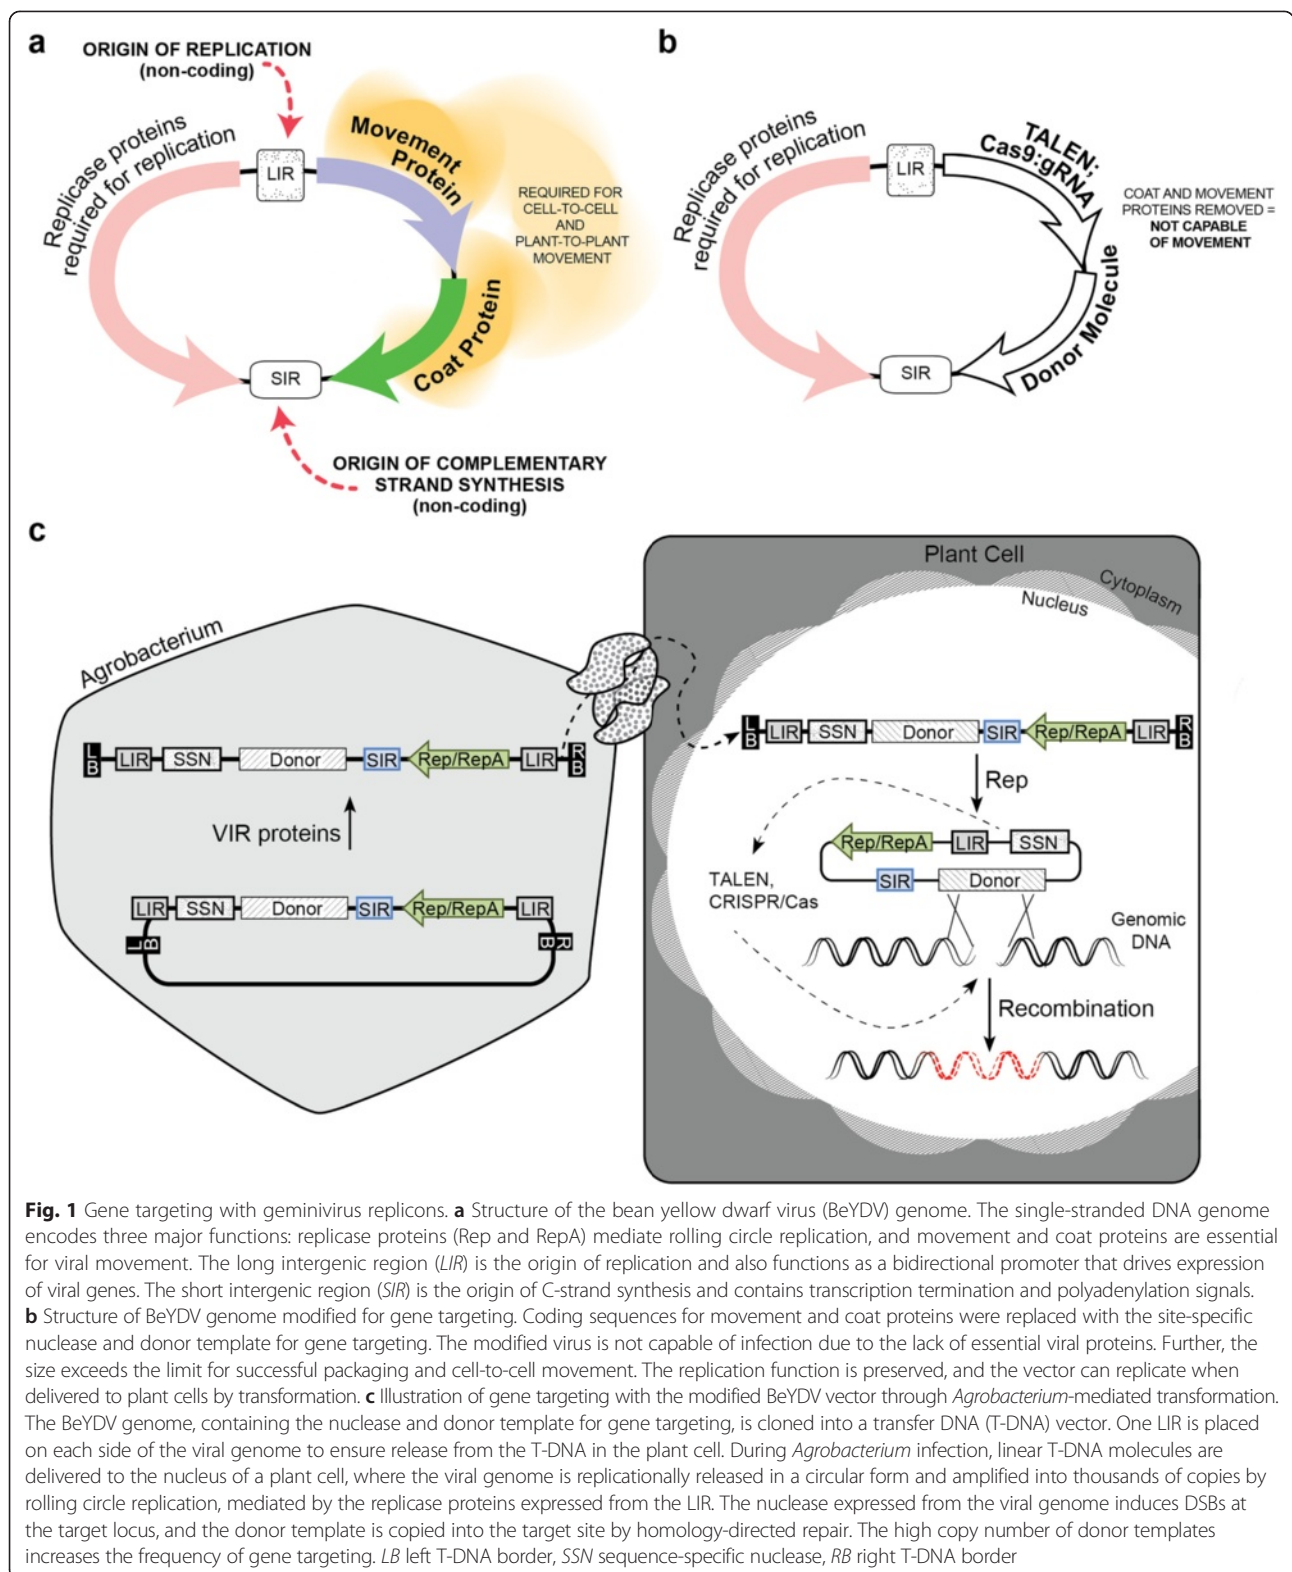 a
ORIGIN OF REPLICATION
(non-coding)
Replicase proteins
required for replication
LIR
Movement
Protein
REQUIRED FOR
CELL-TO-CELL
AND
PLANT-TO-PLANT
MOVEMENT
Coat Protein
SIR
ORIGIN OF COMPLEMENTARY
STRAND SYNTHESIS
(non-coding)
b
Replicase proteins
required for replication
LIR
TALEN;
Cas9:gRNA
COAT AND MOVEMENT
PROTEINS REMOVED =
NOT CAPABLE
OF MOVEMENT
Donor Molecule
SIR
c
Agrobacterium
LB LIR SSN Donor SIR Rep/RepA LIR RB
VIR proteins
LIR SSN Donor SIR Rep/RepA LIR
LB RB
Plant Cell
Cytoplasm
Nucleus
LB LIR SSN Donor SIR Rep/RepA LIR RB
Rep
Rep/RepA LIR SSN
SIR Donor
TALEN,
CRISPR/Cas
Genomic
DNA
Recombination
Fig. 1 Gene targeting with geminivirus replicons. a Structure of the bean yellow dwarf virus (BeYDV) genome. The single-stranded DNA genome
encodes three major functions: replicase proteins (Rep and RepA) mediate rolling circle replication, and movement and coat proteins are essential
for viral movement. The long intergenic region (LIR) is the origin of replication and also functions as a bidirectional promoter that drives expression
of viral genes. The short intergenic region (SIR) is the origin of C-strand synthesis and contains transcription termination and polyadenylation signals.
b Structure of BeYDV genome modified for gene targeting. Coding sequences for movement and coat proteins were replaced with the site-specific
nuclease and donor template for gene targeting. The modified virus is not capable of infection due to the lack of essential viral proteins. Further, the
size exceeds the limit for successful packaging and cell-to-cell movement. The replication function is preserved, and the vector can replicate when
delivered to plant cells by transformation. c Illustration of gene targeting with the modified BeYDV vector through Agrobacterium-mediated transformation.
The BeYDV genome, containing the nuclease and donor template for gene targeting, is cloned into a transfer DNA (T-DNA) vector. One LIR is placed
on each side of the viral genome to ensure release from the T-DNA in the plant cell. During Agrobacterium infection, linear T-DNA molecules are
delivered to the nucleus of a plant cell, where the viral genome is replicationally released in a circular form and amplified into thousands of copies by
rolling circle replication, mediated by the replicase proteins expressed from the LIR. The nuclease expressed from the viral genome induces DSBs at
the target locus, and the donor template is copied into the target site by homology-directed repair. The high copy number of donor templates
increases the frequency of gene targeting. LB left T-DNA border, SSN sequence-specific nuclease, RB right T-DNA border